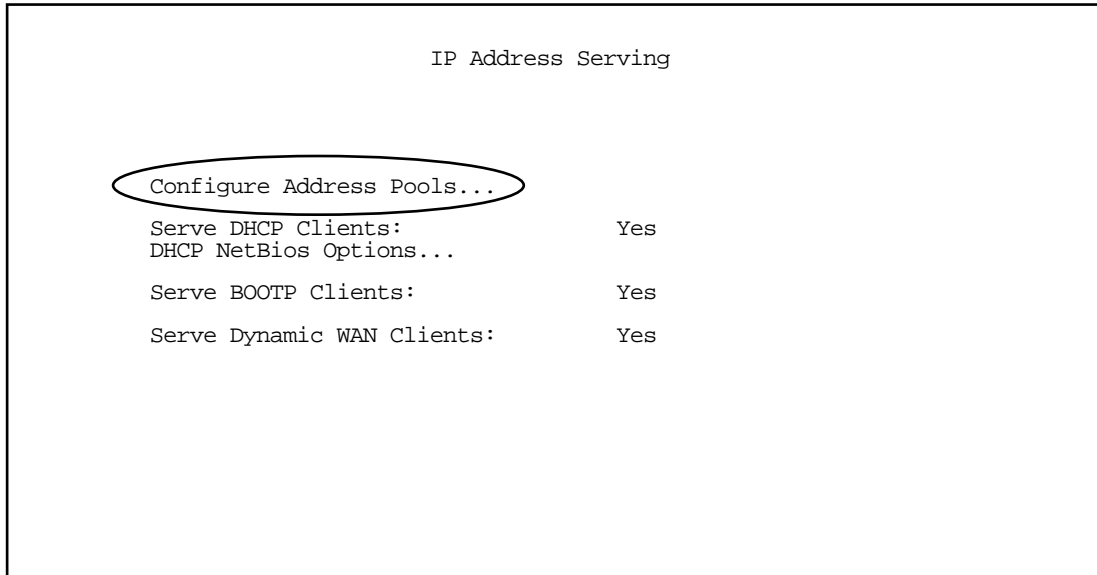 IP Address Serving
Configure Address Pools...
Serve DHCP Clients: Yes
DHCP NetBios Options...
Serve BOOTP Clients: Yes
Serve Dynamic WAN Clients: Yes